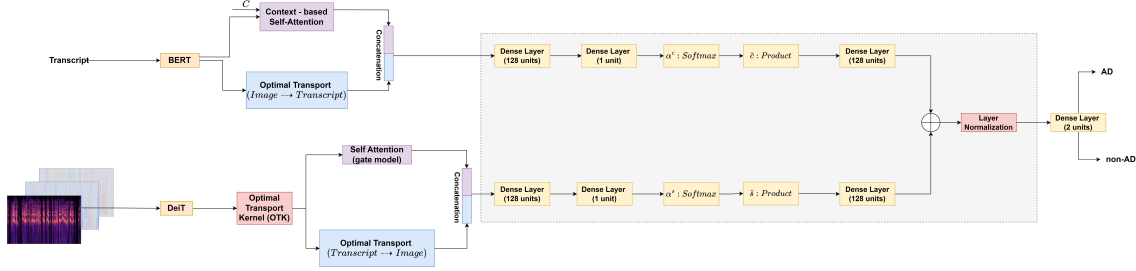 C
Context - based
Self-Attention
Transcript
BERT
Optimal Transport
(Image ⇢ Transcript)
Concatenation
Dense Layer
(128 units)
Dense Layer
(1 unit)
α^c : Softmax
c̃ : Product
Dense Layer
(128 units)
Layer
Normalization
Dense Layer
(2 units)
AD
non-AD
DeiT
Optimal
Transport
Kernel (OTK)
Self Attention
(gate model)
Optimal Transport
(Transcript ⇢ Image)
Concatenation
Dense Layer
(128 units)
Dense Layer
(1 unit)
α^s : Softmax
s̃ : Product
Dense Layer
(128 units)